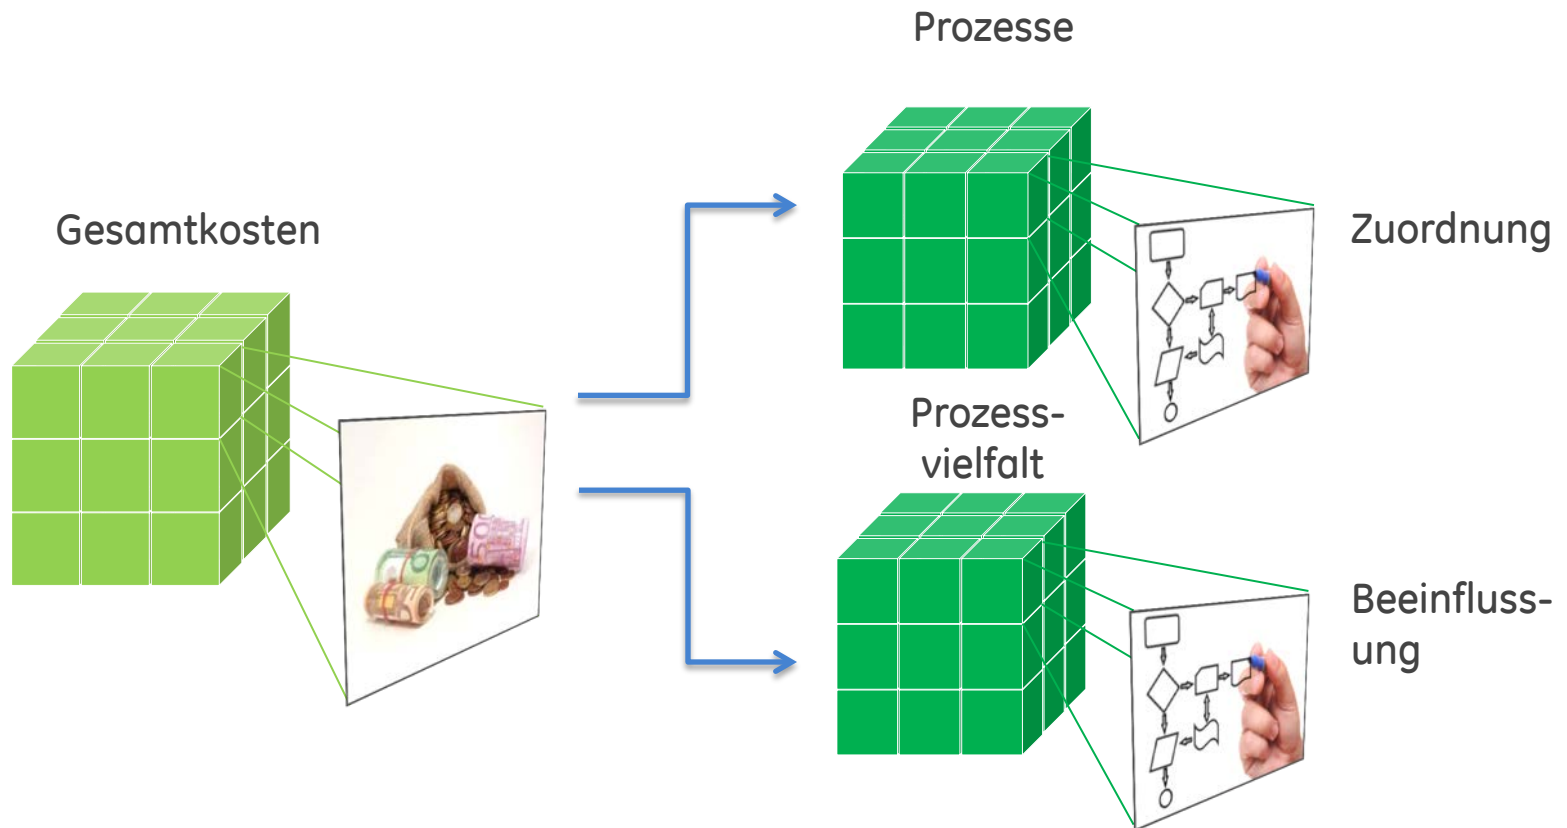 Prozesse
Gesamtkosten
Zuordnung
Prozess-
vielfalt
Beeinfluss-
ung